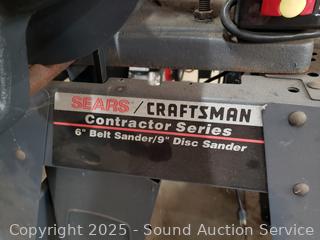 SEARS / CRAFTSMAN
Contractor Series
6" Belt Sander/9" Disc Sander
Copyright 2025 - Sound Auction Service